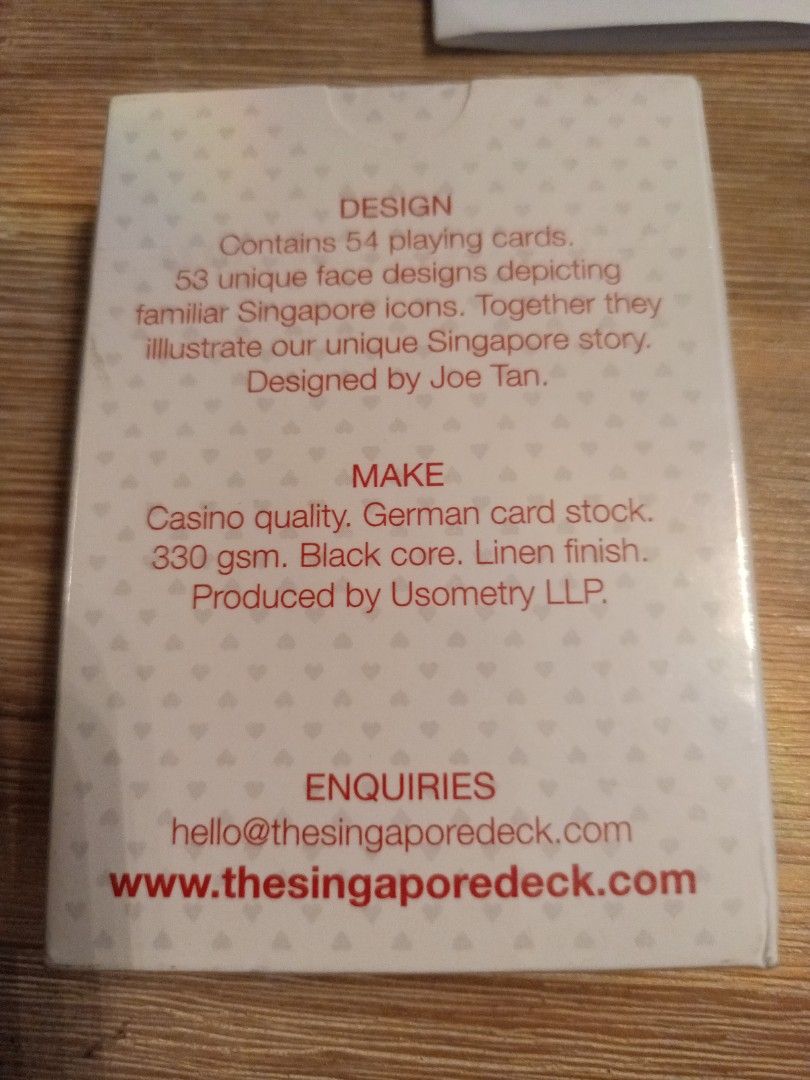 DESIGN
Contains 54 playing cards.
53 unique face designs depicting
familiar Singapore icons. Together they
illlustrate our unique Singapore story.
Designed by Joe Tan.
MAKE
Casino quality. German card stock.
330 gsm. Black core. Linen finish.
Produced by Usometry LLP.
ENQUIRIES
hello@thesingaporedeck.com
www.thesingaporedeck.com